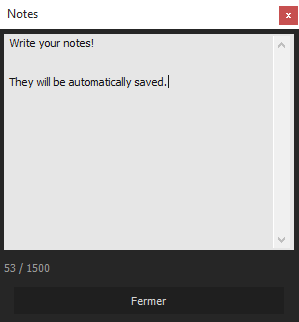 Notes
x
Write your notes!
They will be automatically saved.
53 / 1500
Fermer